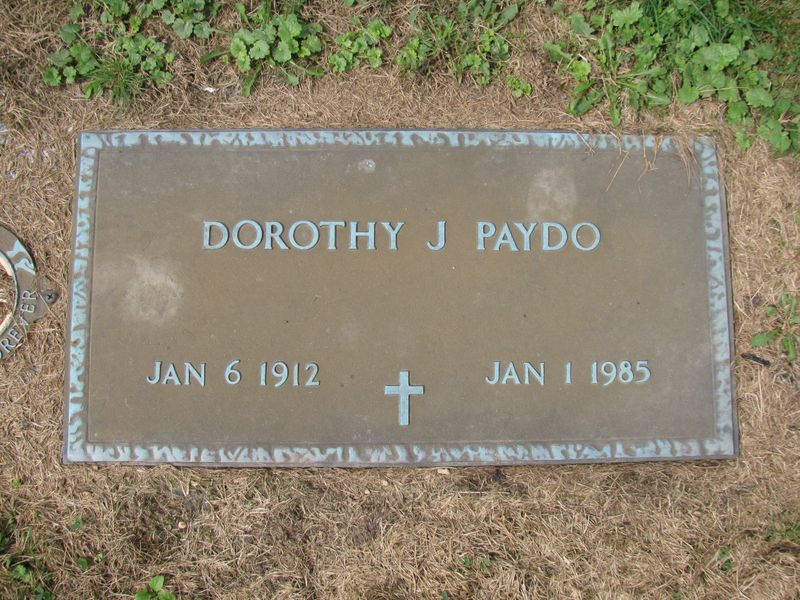 DOROTHY J PAYDO
JAN 6 1912
JAN 1 1985